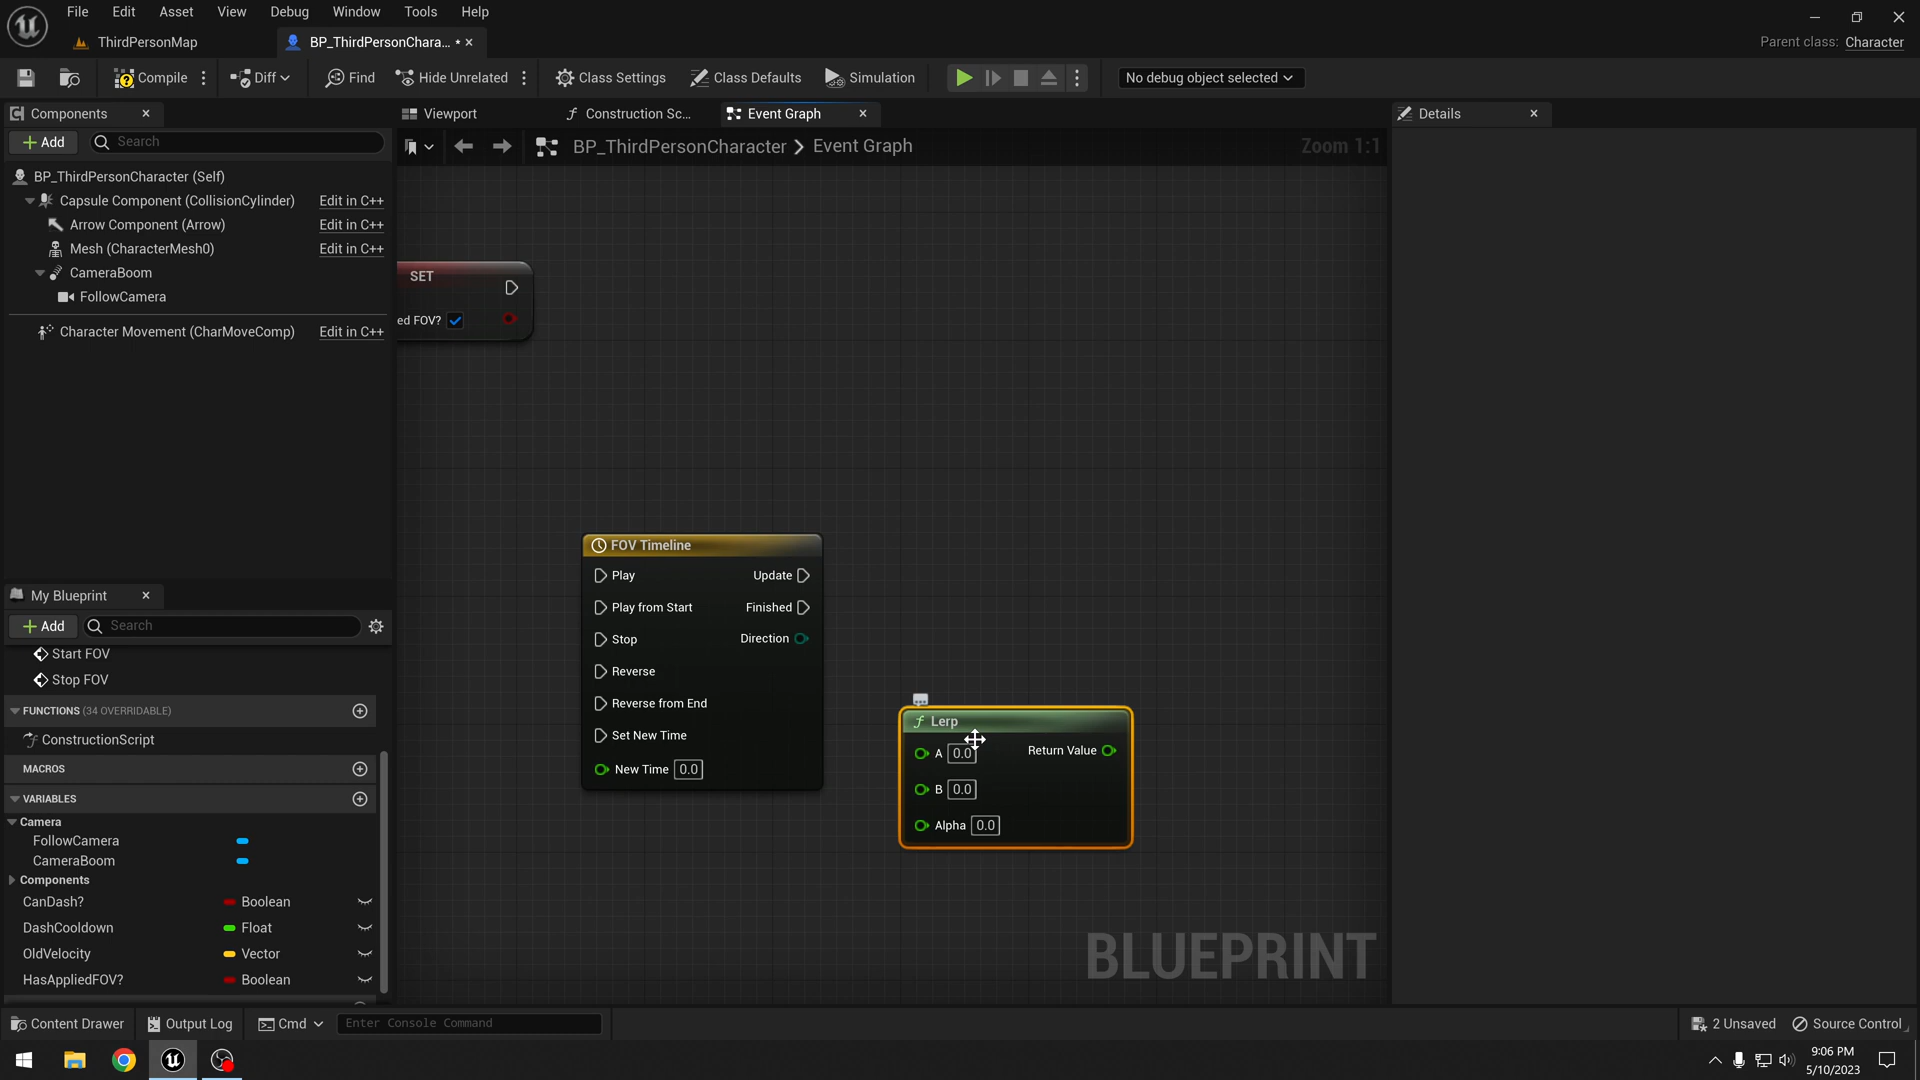 File Edit Asset View Debug Window Tools Help
ThirdPersonMap
BP_ThirdPersonChara... *
Parent class: Character
Compile
Diff
Find
Hide Unrelated
Class Settings
Class Defaults
Simulation
No debug object selected
Components
Add
Search
BP_ThirdPersonCharacter (Self)
Capsule Component (CollisionCylinder) Edit in C++
Arrow Component (Arrow) Edit in C++
Mesh (CharacterMesh0) Edit in C++
CameraBoom
FollowCamera
Character Movement (CharMoveComp) Edit in C++
My Blueprint
Add
Search
Start FOV
Stop FOV
FUNCTIONS (34 OVERRIDABLE)
ConstructionScript
MACROS
VARIABLES
Camera
FollowCamera
CameraBoom
Components
CanDash? Boolean
DashCooldown Float
OldVelocity Vector
HasAppliedFOV? Boolean
Viewport
Construction Sc...
Event Graph
BP_ThirdPersonCharacter > Event Graph
Zoom 1:1
SET
ed FOV?
FOV Timeline
Play Update
Play from Start Finished
Stop Direction
Reverse
Reverse from End
Set New Time
New Time 0.0
Lerp
A 0.0 Return Value
B 0.0
Alpha 0.0
BLUEPRINT
Details
Content Drawer
Output Log
Cmd
Enter Console Command
2 Unsaved
Source Control
9:06 PM
5/10/2023